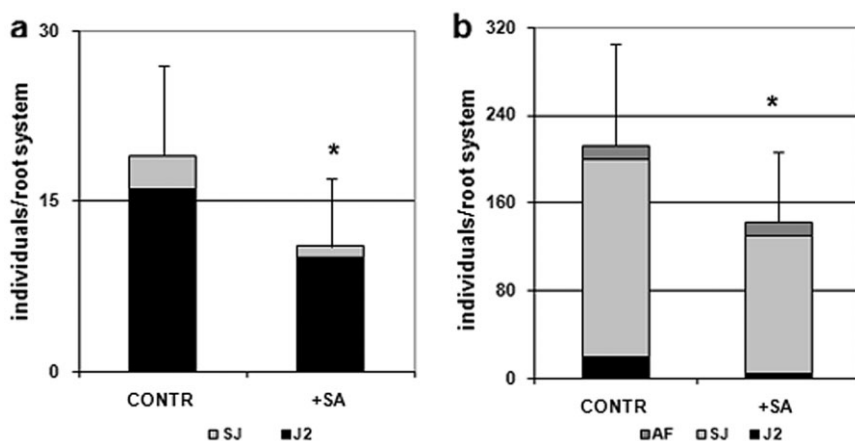 a
individuals/root system
30
15
0
*
CONTR +SA
SJ J2
b
individuals/root system
320
240
160
80
0
*
CONTR +SA
AF SJ J2